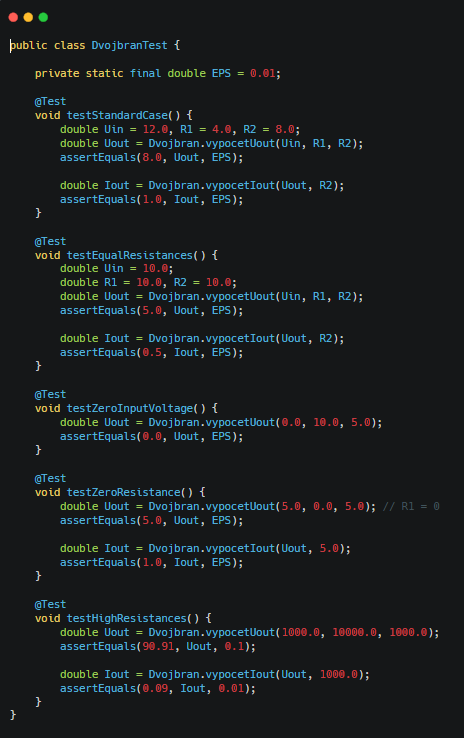 public class DvojbranTest {
private static final double EPS = 0.01;
@Test
void testStandardCase() {
double Uin = 12.0, R1 = 4.0, R2 = 8.0;
double Uout = Dvojbran.vypocetUout(Uin, R1, R2);
assertEquals(8.0, Uout, EPS);
double Iout = Dvojbran.vypocetIout(Uout, R2);
assertEquals(1.0, Iout, EPS);
}
@Test
void testEqualResistances() {
double Uin = 10.0;
double R1 = 10.0, R2 = 10.0;
double Uout = Dvojbran.vypocetUout(Uin, R1, R2);
assertEquals(5.0, Uout, EPS);
double Iout = Dvojbran.vypocetIout(Uout, R2);
assertEquals(0.5, Iout, EPS);
}
@Test
void testZeroInputVoltage() {
double Uout = Dvojbran.vypocetUout(0.0, 10.0, 5.0);
assertEquals(0.0, Uout, EPS);
}
@Test
void testZeroResistance() {
double Uout = Dvojbran.vypocetUout(5.0, 0.0, 5.0); // R1 = 0
assertEquals(5.0, Uout, EPS);
double Iout = Dvojbran.vypocetIout(Uout, 5.0);
assertEquals(1.0, Iout, EPS);
}
@Test
void testHighResistances() {
double Uout = Dvojbran.vypocetUout(1000.0, 10000.0, 1000.0);
assertEquals(90.91, Uout, 0.1);
double Iout = Dvojbran.vypocetIout(Uout, 1000.0);
assertEquals(0.09, Iout, 0.01);
}
}